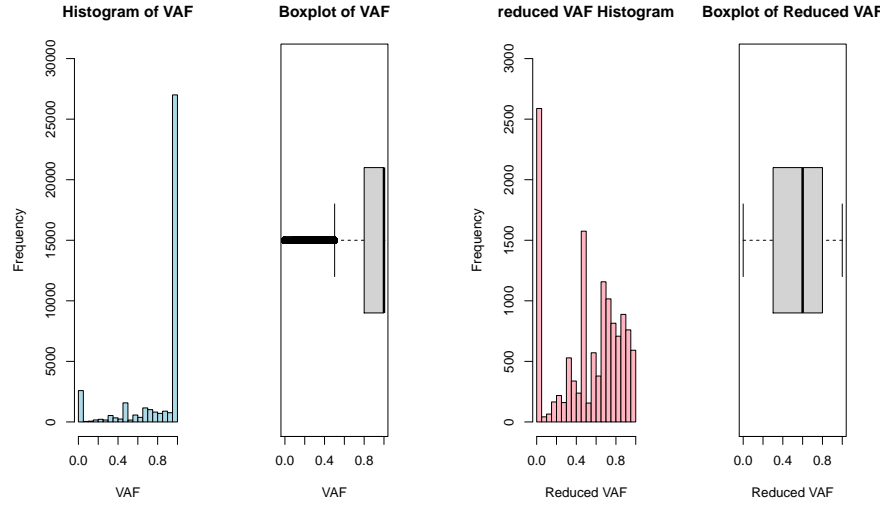 Histogram of VAF
Frequency
0
5000
10000
15000
20000
25000
30000
0.0 0.4 0.8
VAF
Boxplot of VAF
0.0 0.4 0.8
VAF
reduced VAF Histogram
Frequency
0
500
1000
1500
2000
2500
3000
0.0 0.4 0.8
Reduced VAF
Boxplot of Reduced VAF
0.0 0.4 0.8
Reduced VAF